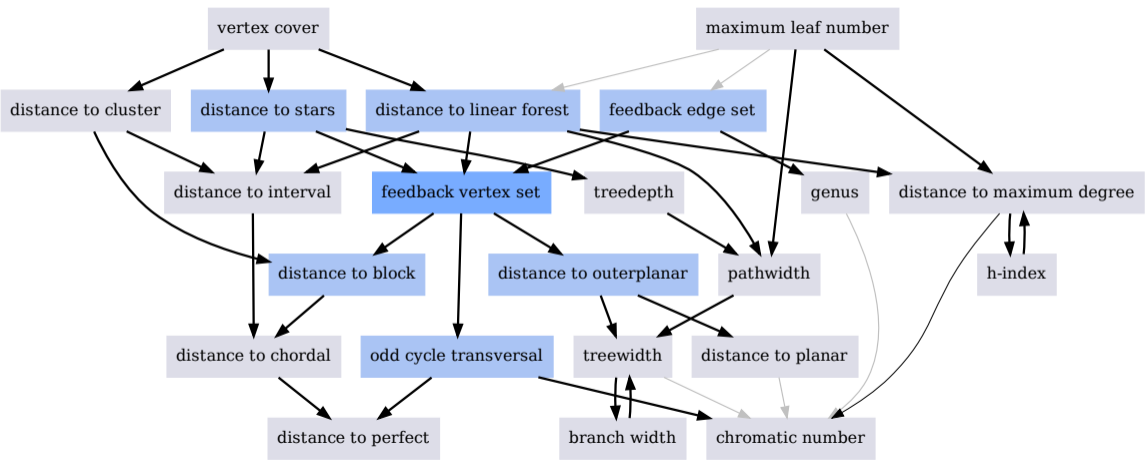 vertex cover
maximum leaf number
distance to cluster
distance to stars
distance to linear forest
feedback edge set
distance to interval
feedback vertex set
treedepth
genus
distance to maximum degree
distance to block
distance to outerplanar
pathwidth
h-index
distance to chordal
odd cycle transversal
treewidth
distance to planar
distance to perfect
branch width
chromatic number